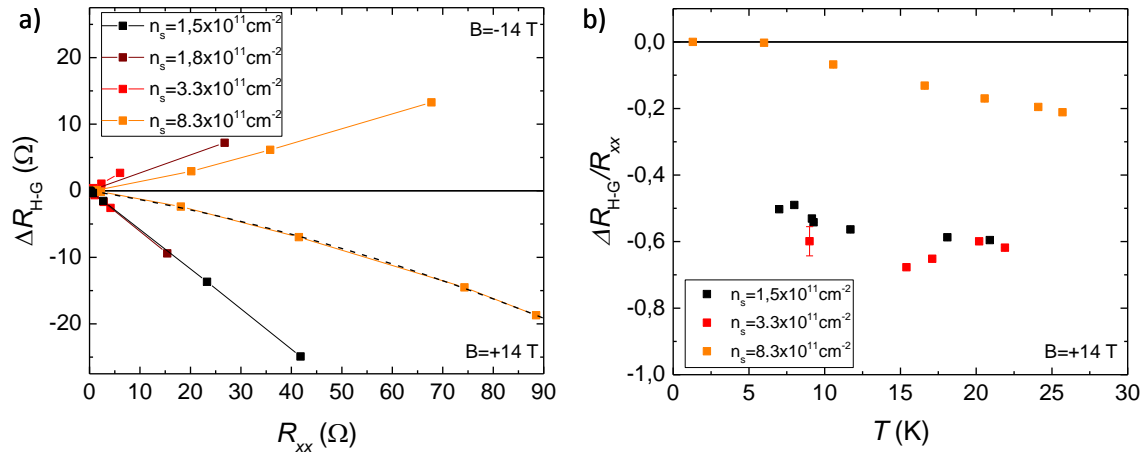 a)
n_s=1,5x10^11cm^-2
n_s=1,8x10^11cm^-2
n_s=3.3x10^11cm^-2
n_s=8.3x10^11cm^-2
B=-14 T
20
10
0
-10
-20
ΔR_H-G (Ω)
B=+14 T
0 10 20 30 40 50 60 70 80 90
R_xx (Ω)
b)
0,0
-0,2
-0,4
-0,6
-0,8
-1,0
ΔR_H-G/R_xx
n_s=1,5x10^11cm^-2
n_s=3.3x10^11cm^-2
n_s=8.3x10^11cm^-2
B=+14 T
0 5 10 15 20 25 30
T (K)